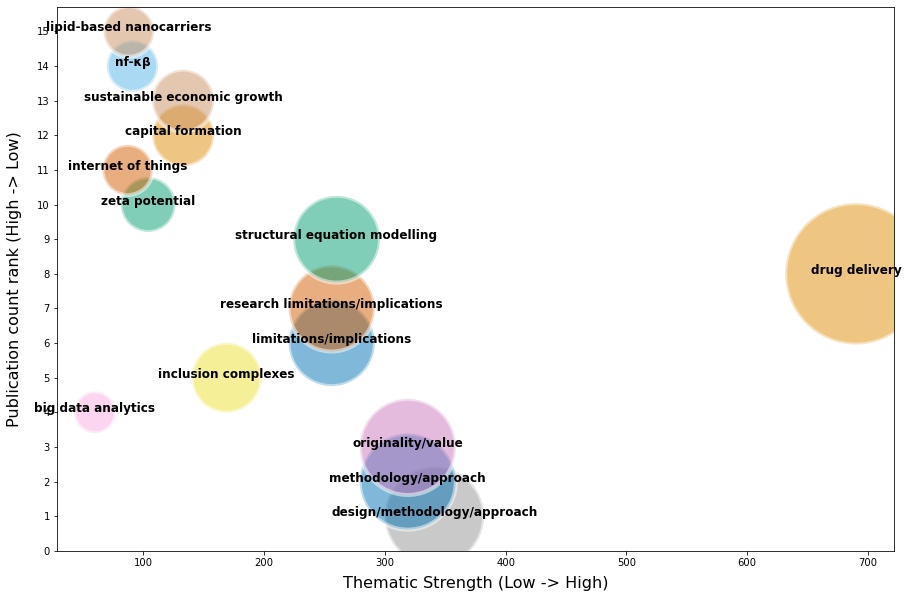 lipid-based nanocarriers
15
nf-κβ
14
sustainable economic growth
13
capital formation
12
internet of things
11
zeta potential
10
structural equation modelling
9
drug delivery
8
research limitations/implications
7
limitations/implications
6
inclusion complexes
5
big data analytics
4
originality/value
3
methodology/approach
2
design/methodology/approach
1
0
100 200 300 400 500 600 700
Thematic Strength (Low -> High)
Publication count rank (High -> Low)